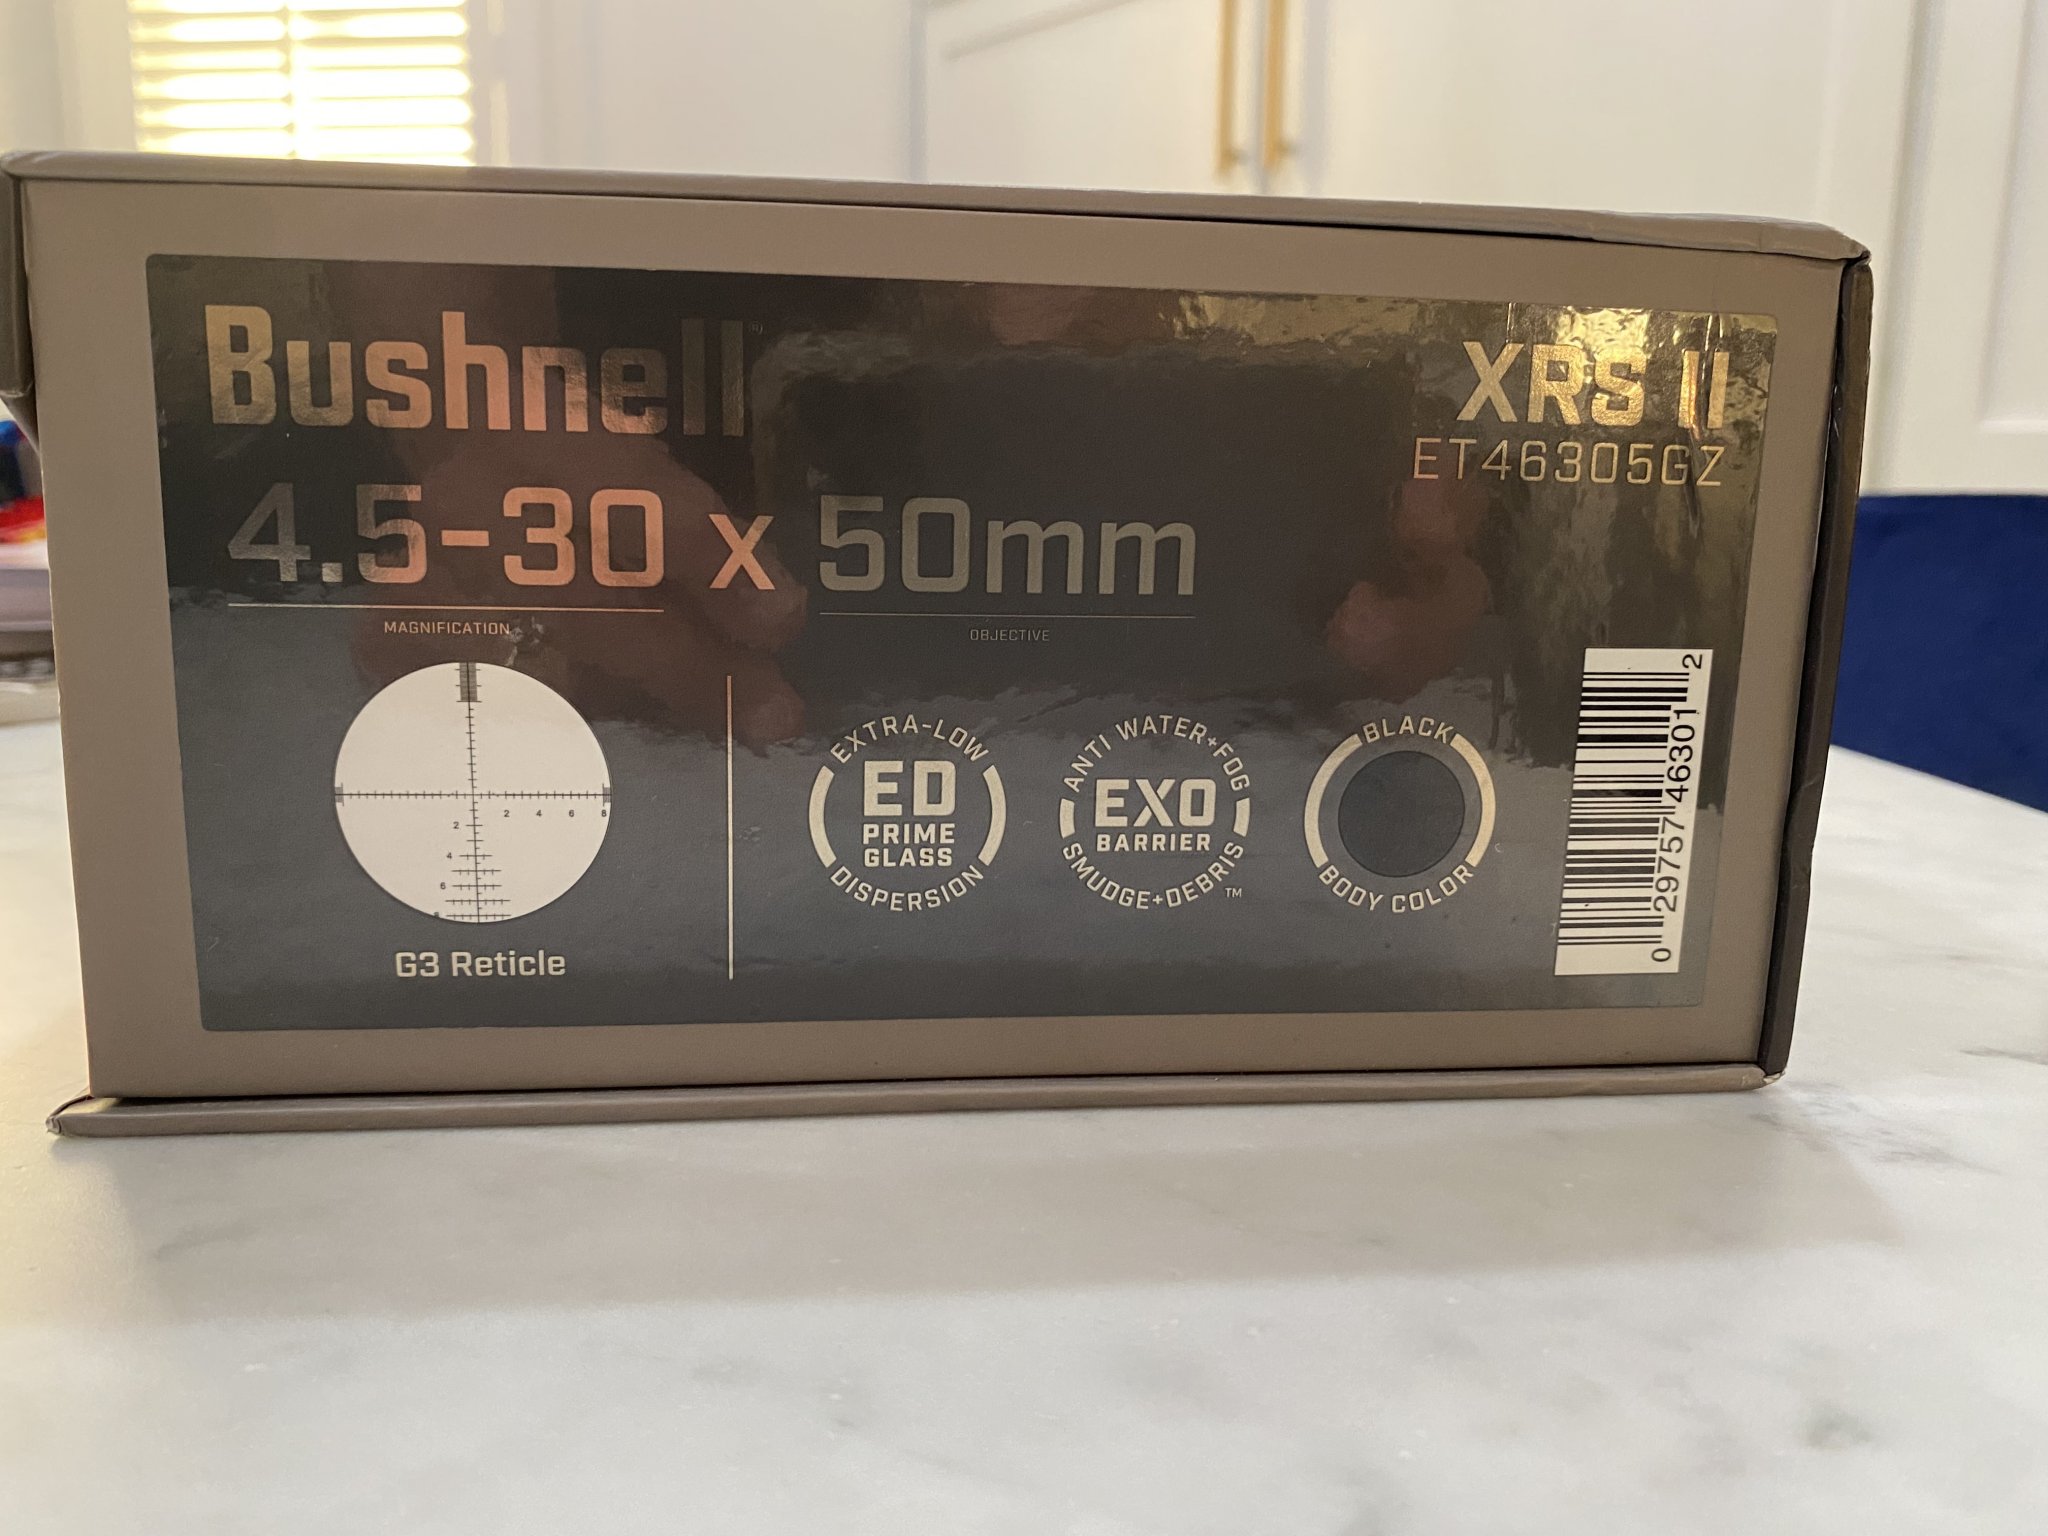 Bushnell®
XRS II
ET46305GZ
4.5-30 x 50mm
MAGNIFICATION
OBJECTIVE
2 4 6 8
2
4
6
8
G3 Reticle
EXTRA-LOW
ED
PRIME
GLASS
DISPERSION
ANTI WATER+FOG
EXO
BARRIER
SMUDGE+DEBRIS™
BLACK
BODY COLOR
0 29757 46301 2